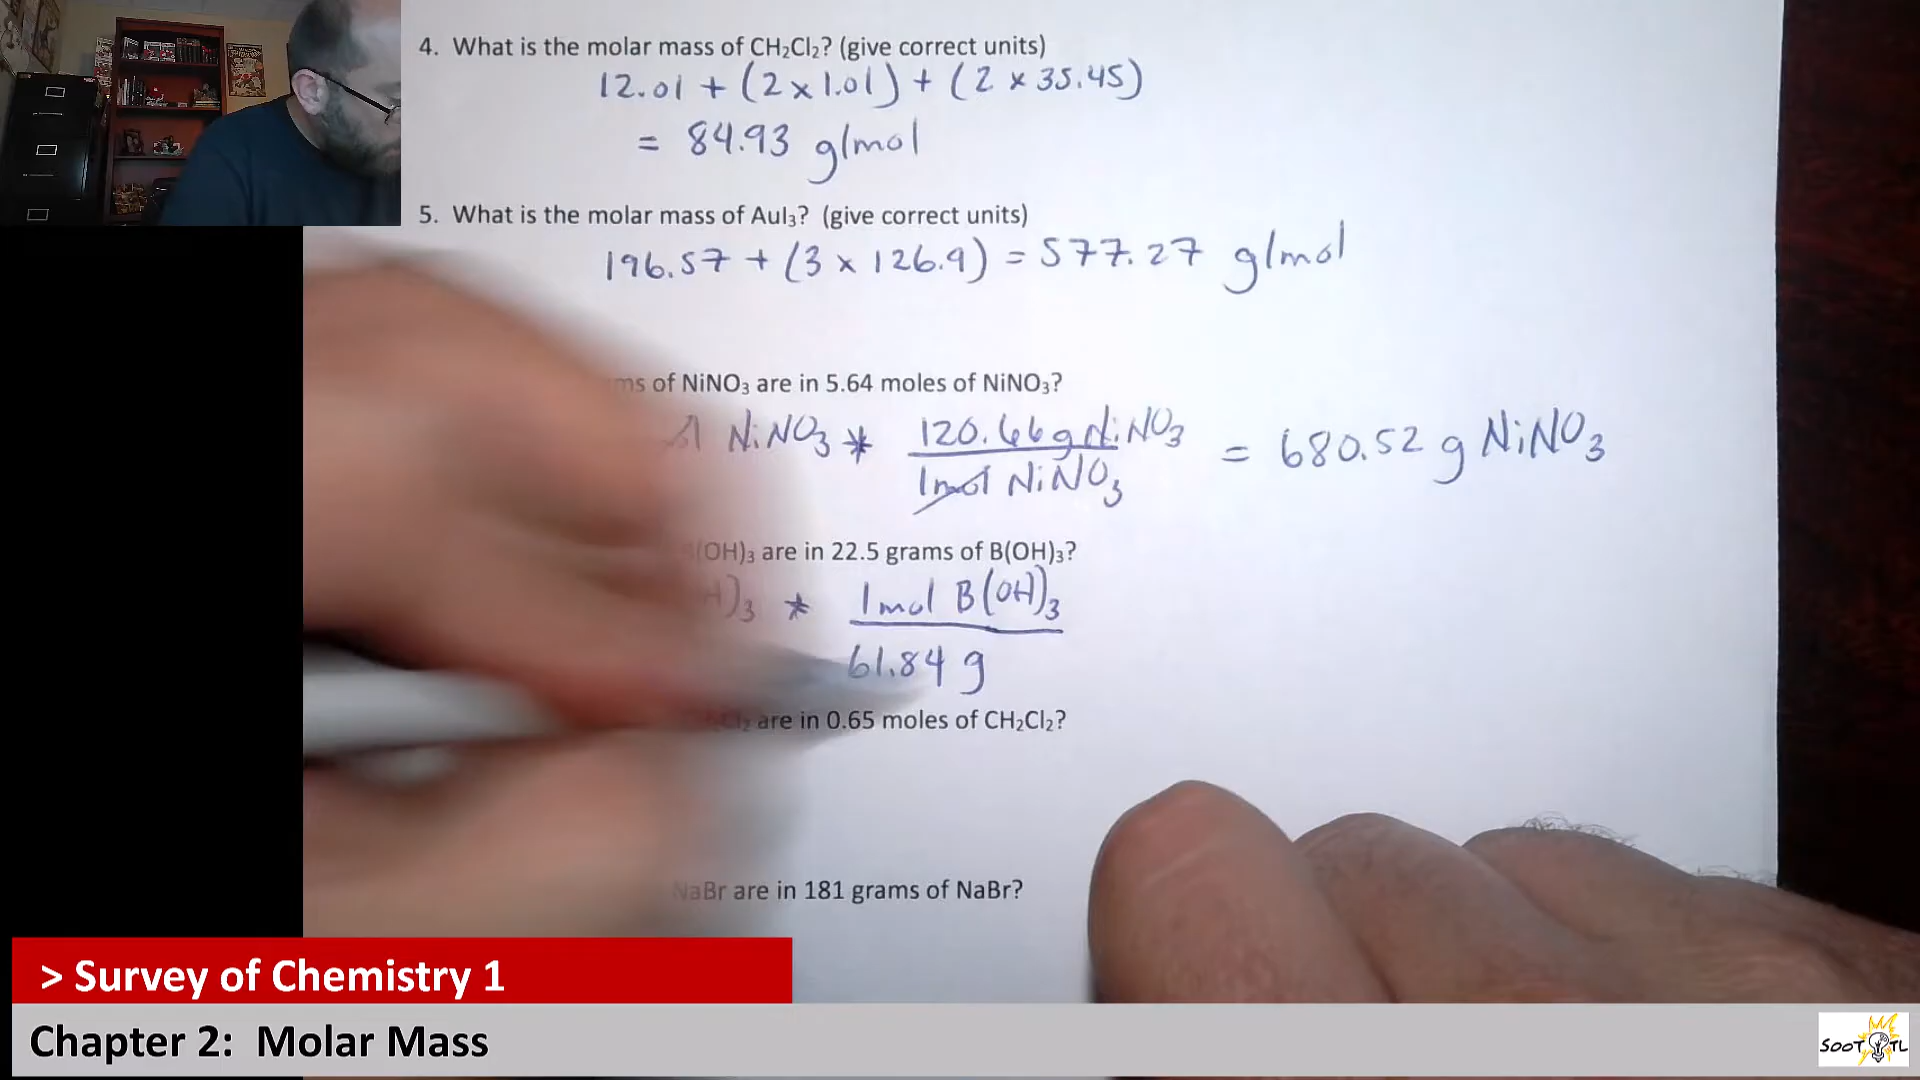 4. What is the molar mass of CH₂Cl₂? (give correct units)
12.01 + (2 × 1.01) + (2 × 35.45)
= 84.93 g/mol
5. What is the molar mass of AuI₃? (give correct units)
196.57 + (3 × 126.9) = 577.27 g/mol
of NiNO₃ are in 5.64 moles of NiNO₃?
NiNO₃ * 120.66 g NiNO₃ = 680.52 g NiNO₃
1 mol NiNO₃
(OH)₃ are in 22.5 grams of B(OH)₃?
* 1 mol B(OH)₃
61.84 g
are in 0.65 moles of CH₂Cl₂?
NaBr are in 181 grams of NaBr?
> Survey of Chemistry 1
Chapter 2: Molar Mass
SOOTTL